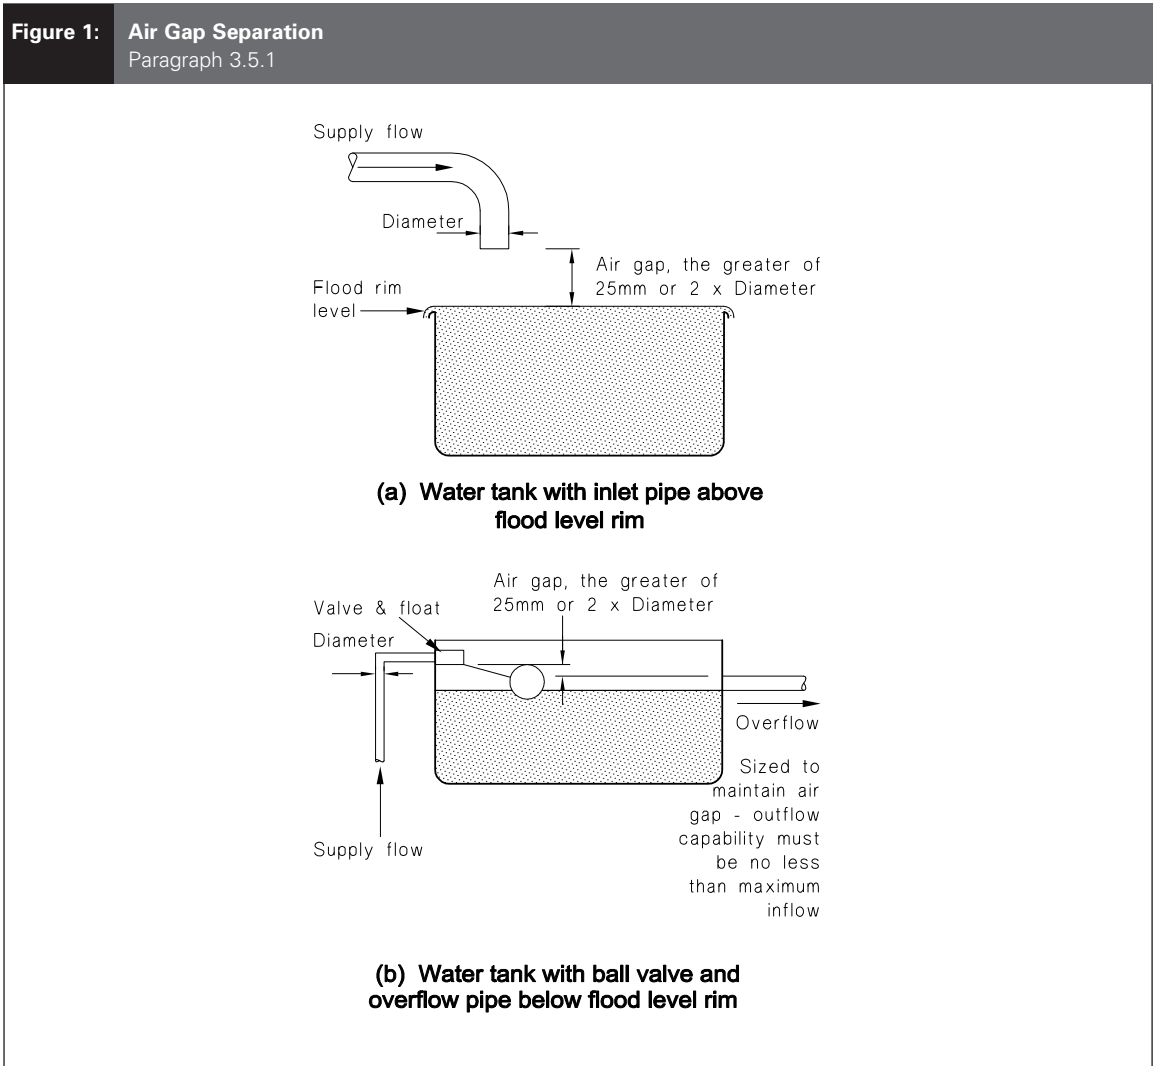 Figure 1: Air Gap Separation
Paragraph 3.5.1
Supply flow
Diameter
Air gap, the greater of
25mm or 2 x Diameter
Flood rim
level
(a) Water tank with inlet pipe above
flood level rim
Air gap, the greater of
25mm or 2 x Diameter
Valve & float
Diameter
Overflow
Sized to
maintain air
gap - outflow
capability must
be no less
than maximum
inflow
Supply flow
(b) Water tank with ball valve and
overflow pipe below flood level rim